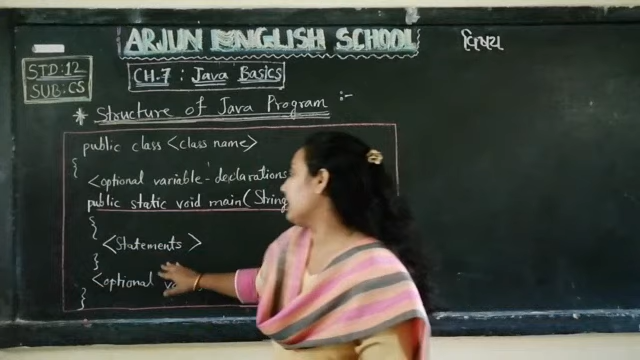 ARJUN ENGLISH SCHOOL
વિષય
STD:12
SUB:CS
CH.7 : Java Basics
* Structure of Java Program :-
public class <class name>
{
<optional variable declarations
public static void main(String
{
<Statements>
}
<optional
}